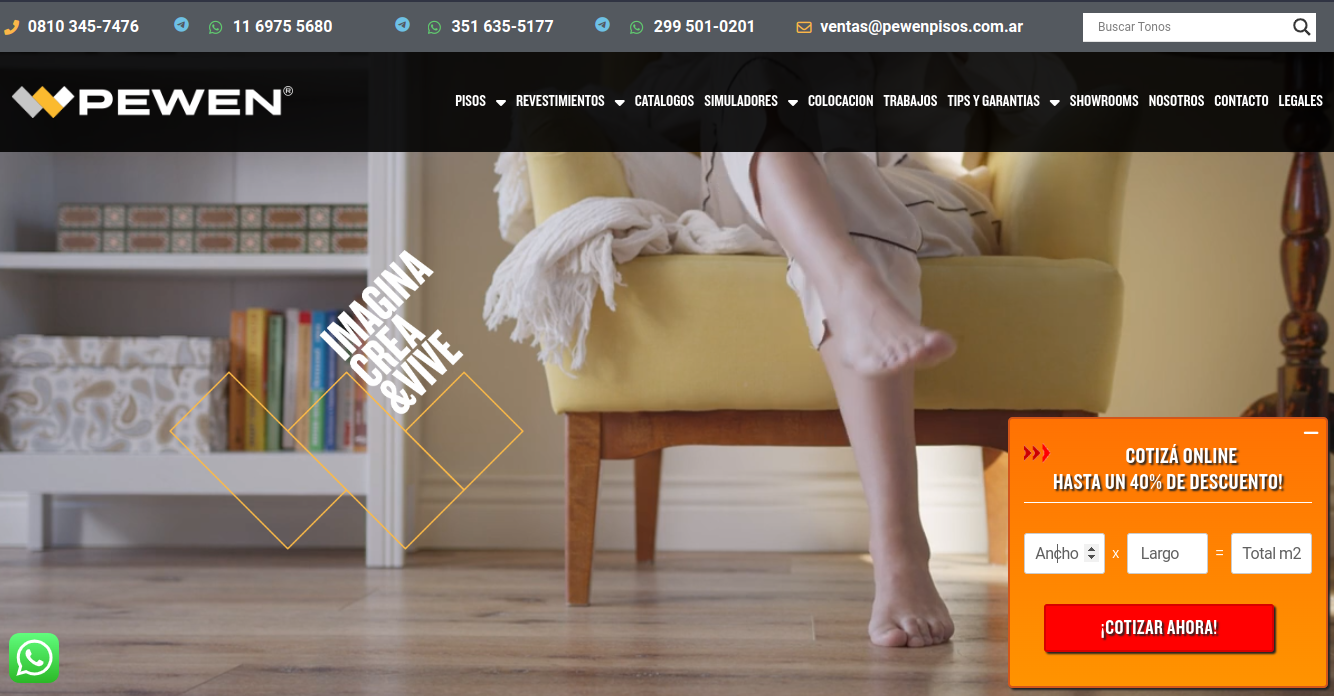 0810 345-7476
11 6975 5680
351 635-5177
299 501-0201
ventas@pewenpisos.com.ar
Buscar Tonos
PEWEN®
PISOS
REVESTIMIENTOS
CATALOGOS
SIMULADORES
COLOCACION
TRABAJOS
TIPS Y GARANTIAS
SHOWROOMS
NOSOTROS
CONTACTO
LEGALES
IMAGINA
CREA
&VIVE
COTIZÁ ONLINE
HASTA UN 40% DE DESCUENTO!
Ancho x Largo = Total m2
¡COTIZAR AHORA!